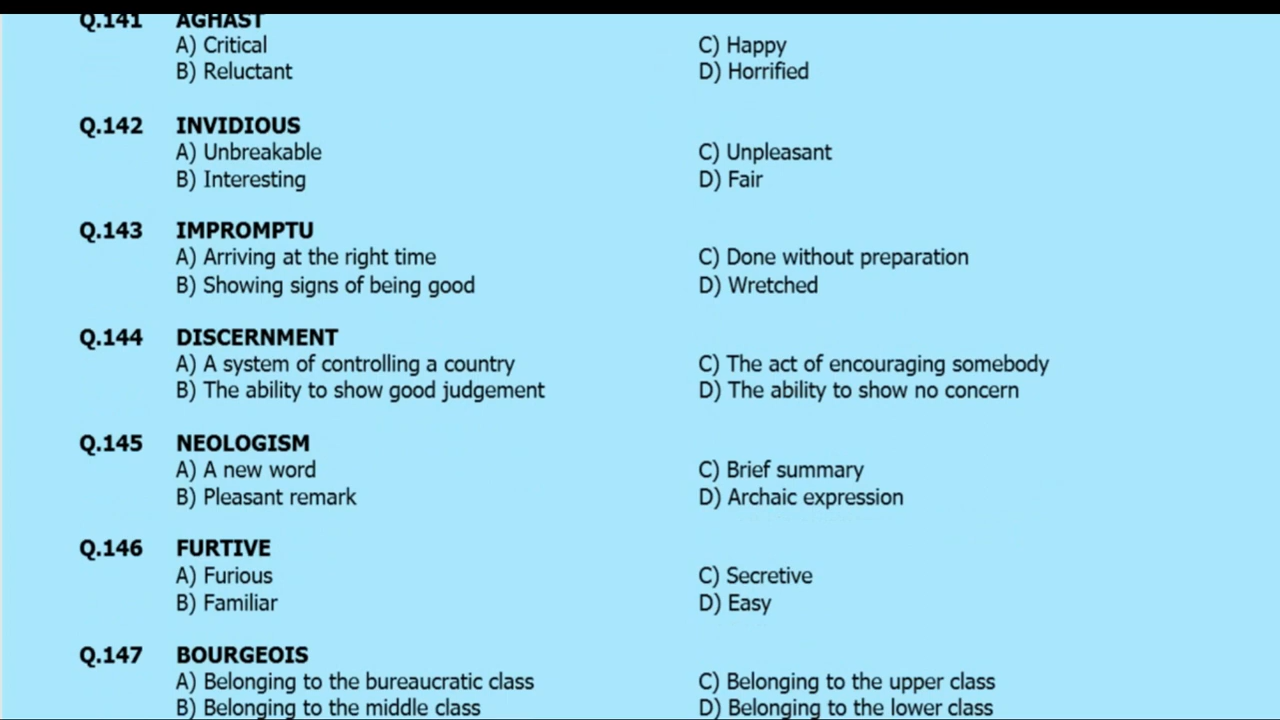 Q.141 AGHAST
A) Critical C) Happy
B) Reluctant D) Horrified
Q.142 INVIDIOUS
A) Unbreakable C) Unpleasant
B) Interesting D) Fair
Q.143 IMPROMPTU
A) Arriving at the right time C) Done without preparation
B) Showing signs of being good D) Wretched
Q.144 DISCERNMENT
A) A system of controlling a country C) The act of encouraging somebody
B) The ability to show good judgement D) The ability to show no concern
Q.145 NEOLOGISM
A) A new word C) Brief summary
B) Pleasant remark D) Archaic expression
Q.146 FURTIVE
A) Furious C) Secretive
B) Familiar D) Easy
Q.147 BOURGEOIS
A) Belonging to the bureaucratic class C) Belonging to the upper class
B) Belonging to the middle class D) Belonging to the lower class